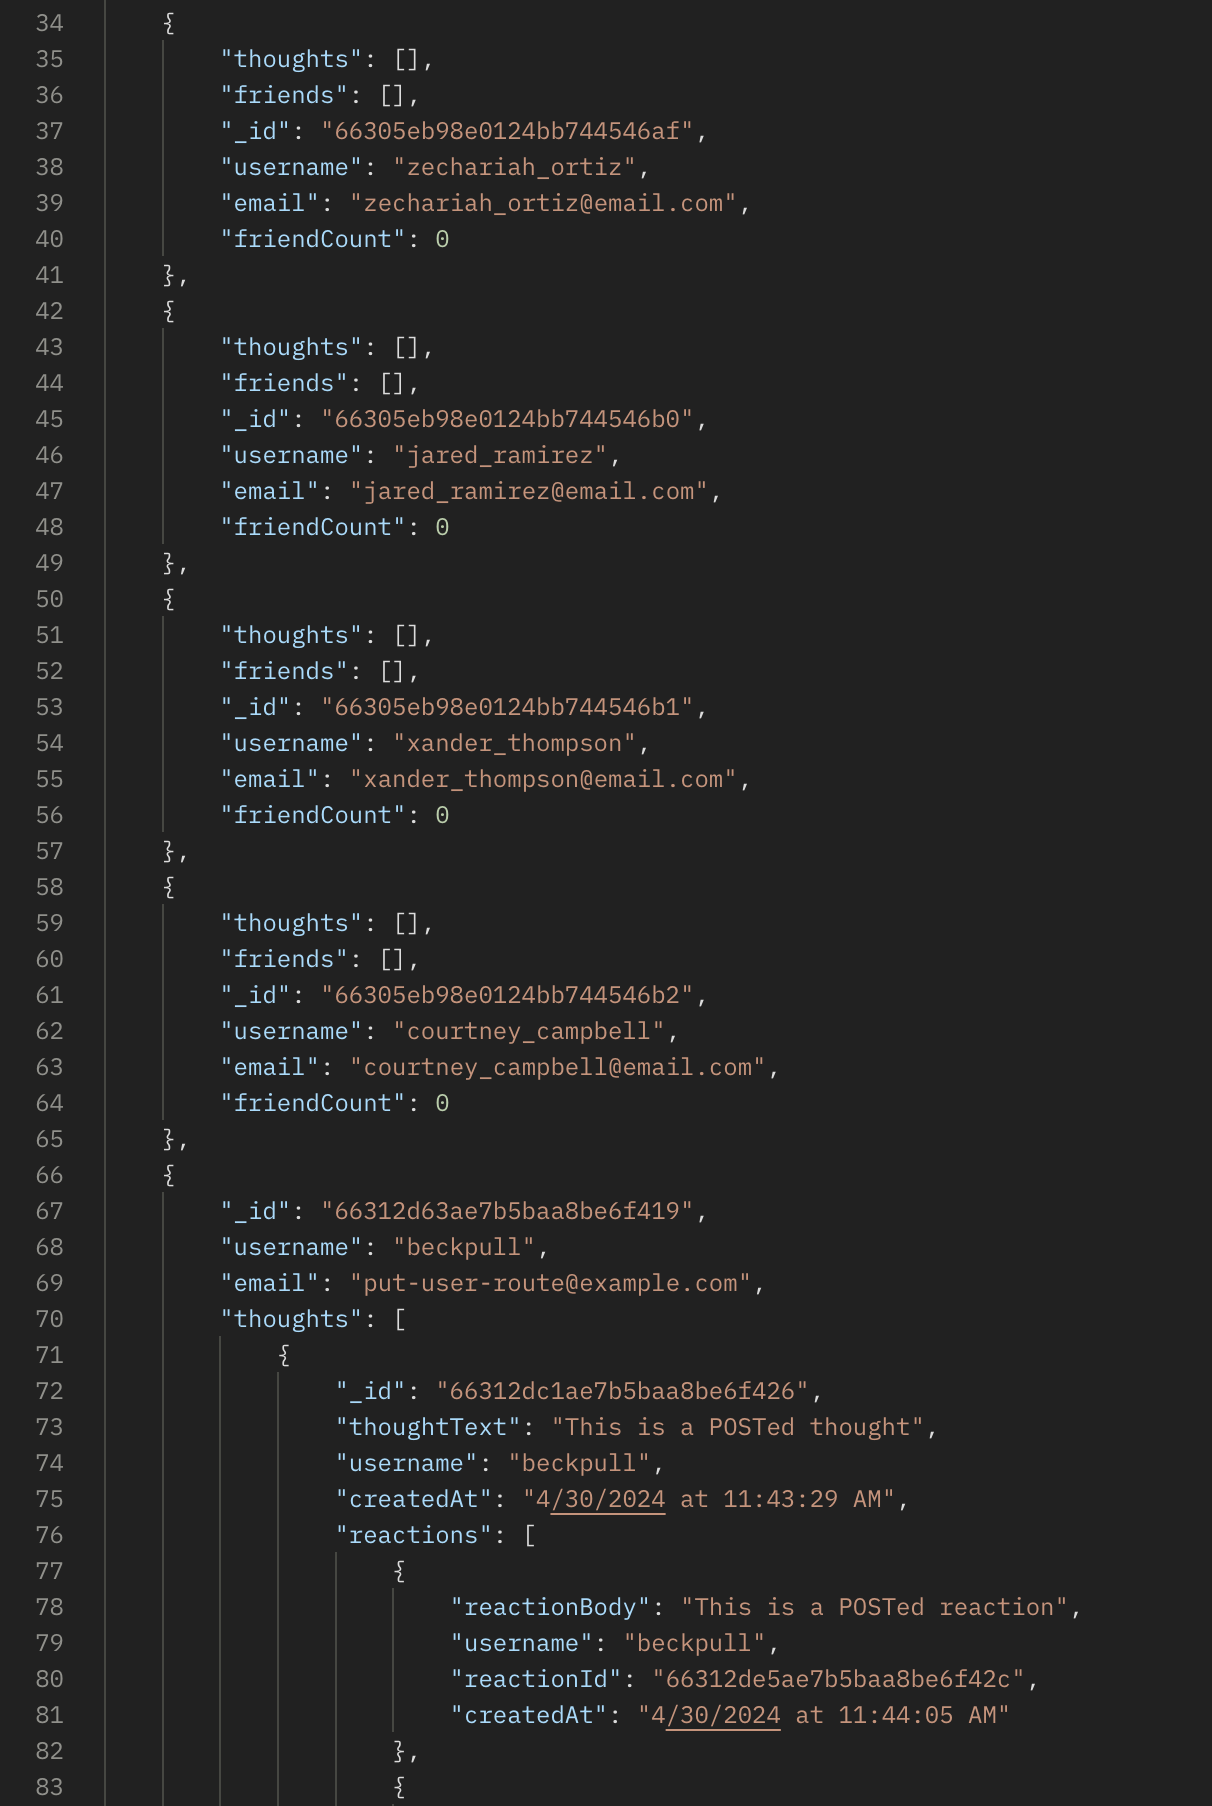 34 {
35 "thoughts": [],
36 "friends": [],
37 "_id": "66305eb98e0124bb744546af",
38 "username": "zechariah_ortiz",
39 "email": "zechariah_ortiz@email.com",
40 "friendCount": 0
41 },
42 {
43 "thoughts": [],
44 "friends": [],
45 "_id": "66305eb98e0124bb744546b0",
46 "username": "jared_ramirez",
47 "email": "jared_ramirez@email.com",
48 "friendCount": 0
49 },
50 {
51 "thoughts": [],
52 "friends": [],
53 "_id": "66305eb98e0124bb744546b1",
54 "username": "xander_thompson",
55 "email": "xander_thompson@email.com",
56 "friendCount": 0
57 },
58 {
59 "thoughts": [],
60 "friends": [],
61 "_id": "66305eb98e0124bb744546b2",
62 "username": "courtney_campbell",
63 "email": "courtney_campbell@email.com",
64 "friendCount": 0
65 },
66 {
67 "_id": "66312d63ae7b5baa8be6f419",
68 "username": "beckpull",
69 "email": "put-user-route@example.com",
70 "thoughts": [
71 {
72 "_id": "66312dc1ae7b5baa8be6f426",
73 "thoughtText": "This is a POSTed thought",
74 "username": "beckpull",
75 "createdAt": "4/30/2024 at 11:43:29 AM",
76 "reactions": [
77 {
78 "reactionBody": "This is a POSTed reaction",
79 "username": "beckpull",
80 "reactionId": "66312de5ae7b5baa8be6f42c",
81 "createdAt": "4/30/2024 at 11:44:05 AM"
82 },
83 {